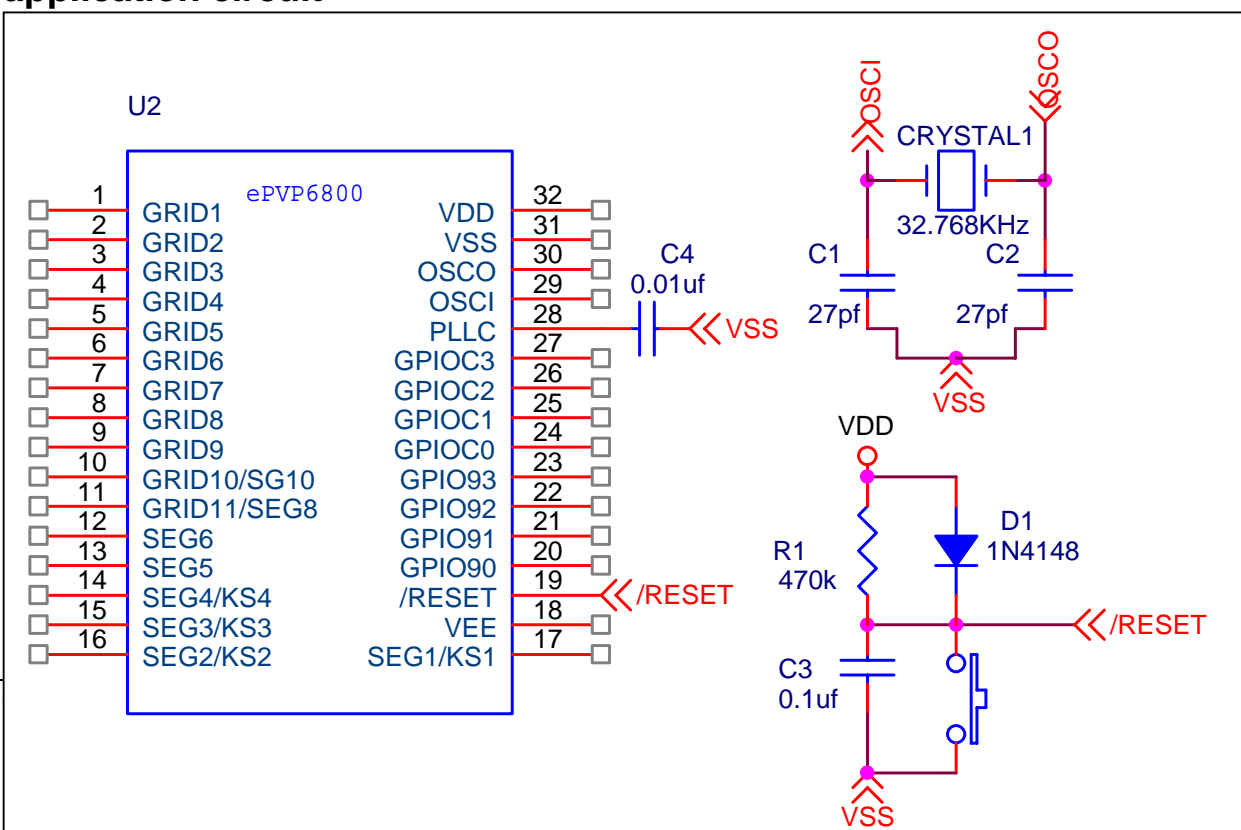 application circuit
U2
ePVP6800
1 GRID1
2 GRID2
3 GRID3
4 GRID4
5 GRID5
6 GRID6
7 GRID7
8 GRID8
9 GRID9
10 GRID10/SG10
11 GRID11/SEG8
12 SEG6
13 SEG5
14 SEG4/KS4
15 SEG3/KS3
16 SEG2/KS2
VDD 32
VSS 31
OSCO 30
OSCI 29
PLLC 28
GPIOC3 27
GPIOC2 26
GPIOC1 25
GPIOC0 24
GPIO93 23
GPIO92 22
GPIO91 21
GPIO90 20
/RESET 19
VEE 18
SEG1/KS1 17
C4
0.01uf
VSS
/RESET
OSCI
OSCO
CRYSTAL1
32.768KHz
C1
27pf
C2
27pf
VSS
VDD
R1
470k
D1
1N4148
/RESET
C3
0.1uf
VSS